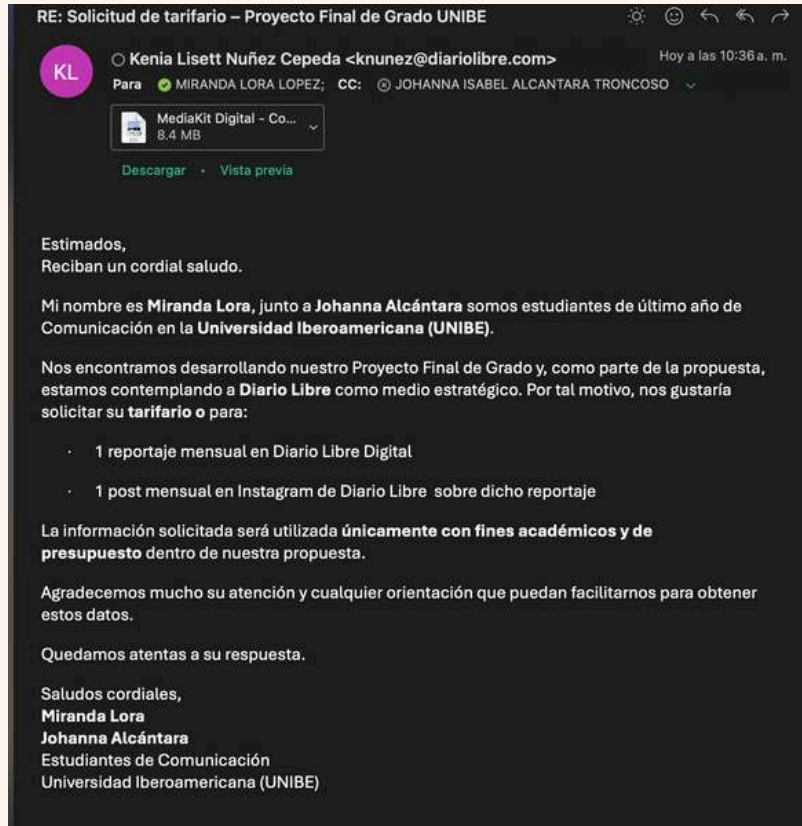 RE: Solicitud de tarifario – Proyecto Final de Grado UNIBE
KL
Kenia Lisett Nuñez Cepeda <knunez@diariolibre.com>
Hoy a las 10:36 a. m.
Para MIRANDA LORA LOPEZ; CC: JOHANNA ISABEL ALCANTARA TRONCOSO
MediaKit Digital - Co...
8.4 MB
Descargar · Vista previa
Estimados,
Reciban un cordial saludo.
Mi nombre es Miranda Lora, junto a Johanna Alcántara somos estudiantes de último año de
Comunicación en la Universidad Iberoamericana (UNIBE).
Nos encontramos desarrollando nuestro Proyecto Final de Grado y, como parte de la propuesta,
estamos contemplando a Diario Libre como medio estratégico. Por tal motivo, nos gustaría
solicitar su tarifario o para:
· 1 reportaje mensual en Diario Libre Digital
· 1 post mensual en Instagram de Diario Libre sobre dicho reportaje
La información solicitada será utilizada únicamente con fines académicos y de
presupuesto dentro de nuestra propuesta.
Agradecemos mucho su atención y cualquier orientación que puedan facilitarnos para obtener
estos datos.
Quedamos atentas a su respuesta.
Saludos cordiales,
Miranda Lora
Johanna Alcántara
Estudiantes de Comunicación
Universidad Iberoamericana (UNIBE)